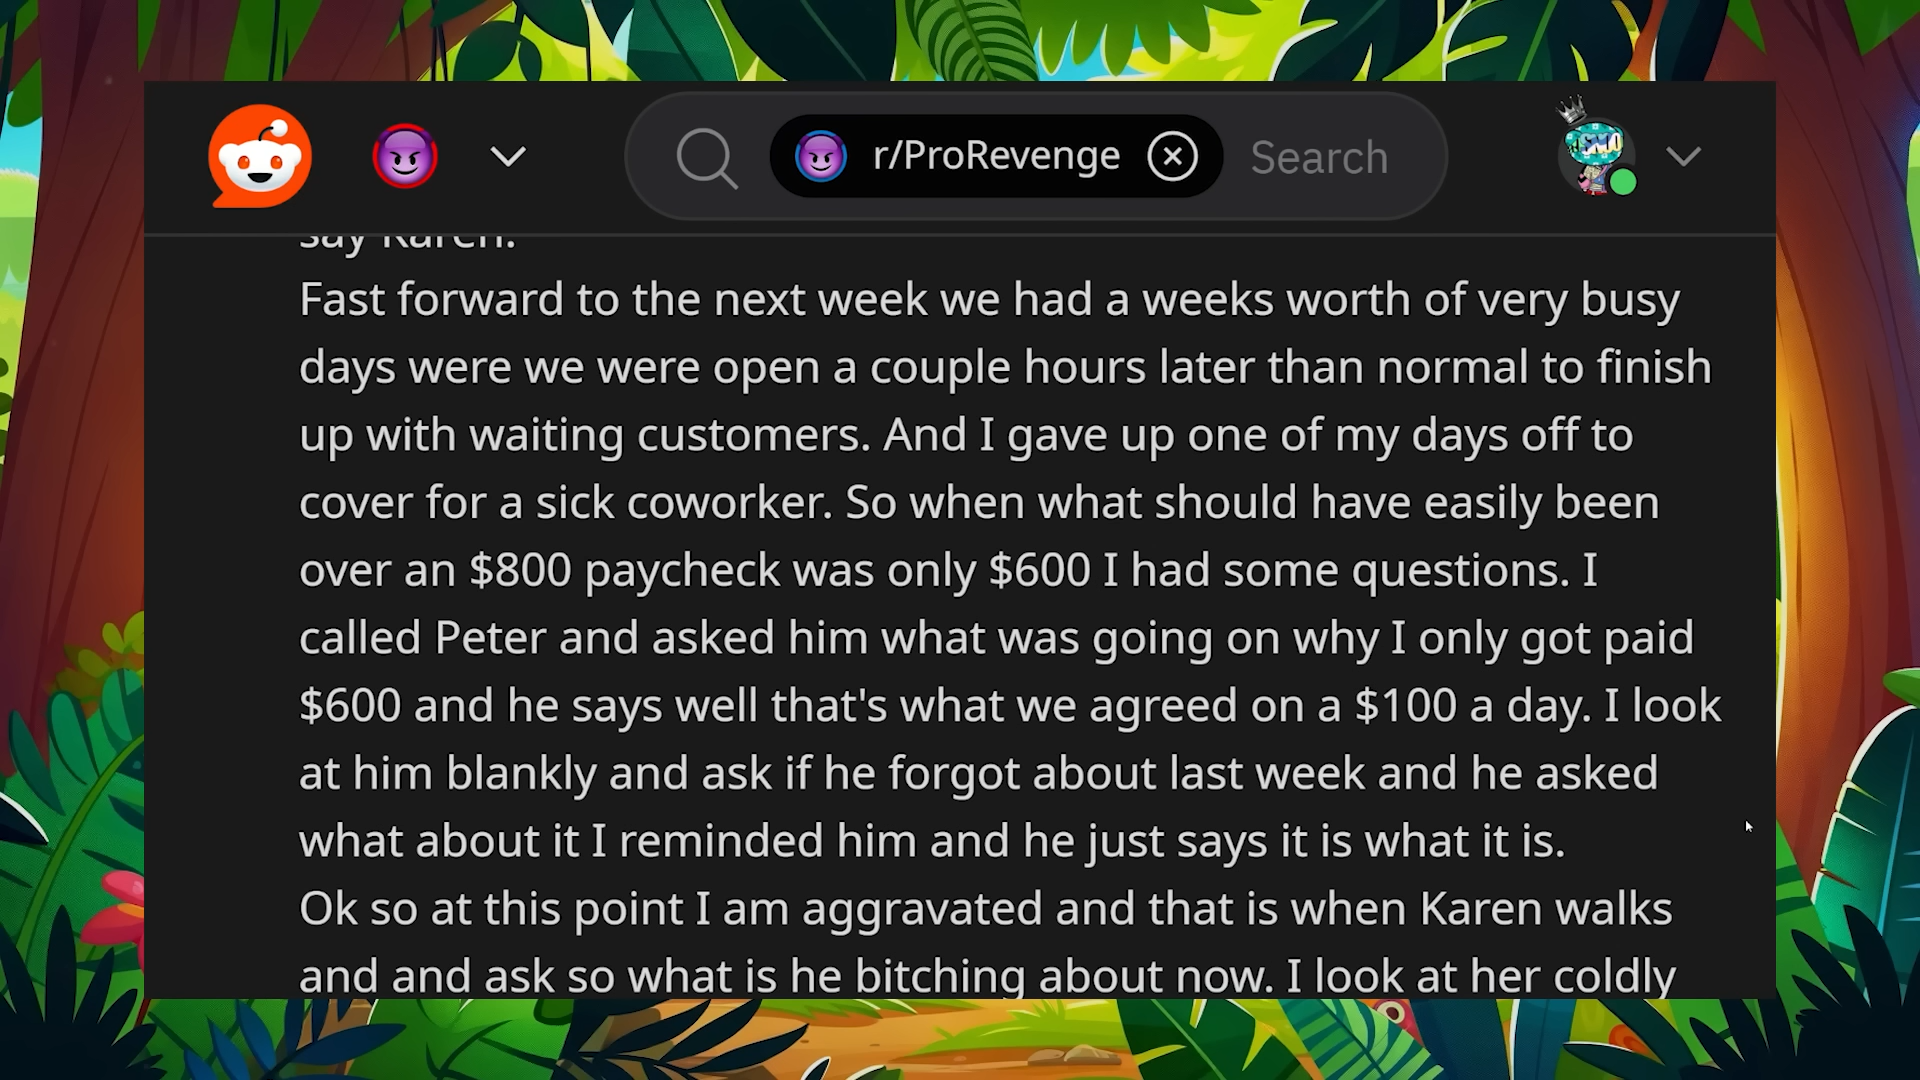 r/ProRevenge
Search
say Karen.
Fast forward to the next week we had a weeks worth of very busy
days were we were open a couple hours later than normal to finish
up with waiting customers. And I gave up one of my days off to
cover for a sick coworker. So when what should have easily been
over an $800 paycheck was only $600 I had some questions. I
called Peter and asked him what was going on why I only got paid
$600 and he says well that's what we agreed on a $100 a day. I look
at him blankly and ask if he forgot about last week and he asked
what about it I reminded him and he just says it is what it is.
Ok so at this point I am aggravated and that is when Karen walks
and and ask so what is he bitching about now. I look at her coldly